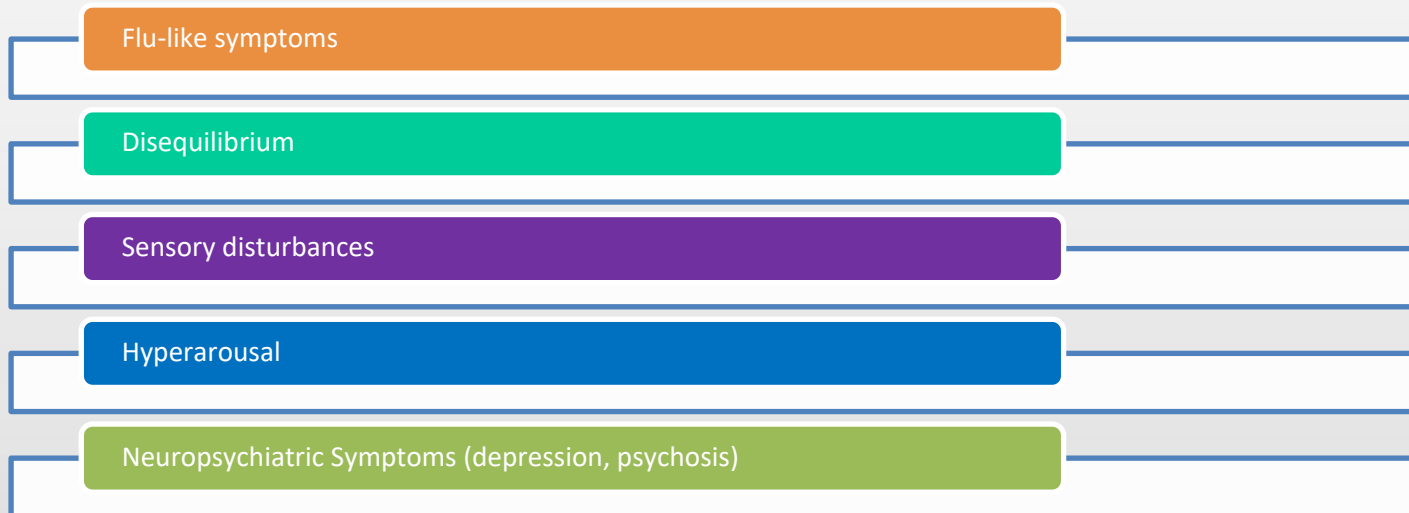 Flu-like symptoms
Disequilibrium
Sensory disturbances
Hyperarousal
Neuropsychiatric Symptoms (depression, psychosis)